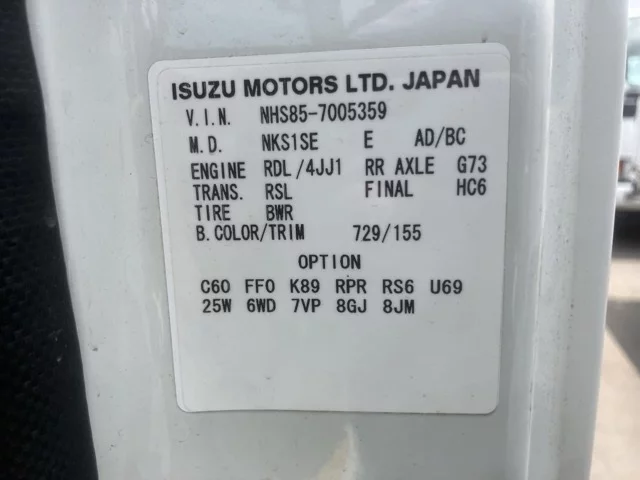 ISUZU MOTORS LTD. JAPAN
V.I.N. NHS85-7005359
M.D. NKS1SE E AD/BC
ENGINE RDL/4JJ1 RR AXLE G73
TRANS. RSL FINAL HC6
TIRE BWR
B.COLOR/TRIM 729/155
OPTION
C60 FF0 K89 RPR RS6 U69
25W 6WD 7VP 8GJ 8JM